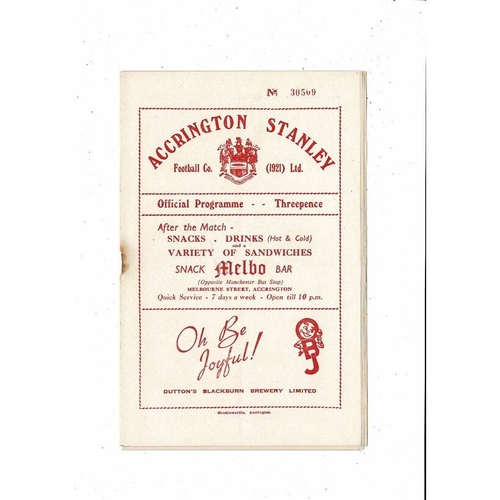 No 30509
ACCRINGTON STANLEY
Football Co. (1921) Ltd.
Official Programme - - Threepence
After the Match -
SNACKS . DRINKS (Hot & Cold)
and a
VARIETY OF SANDWICHES
SNACK Melbo BAR
(Opposite Manchester Bus Stop)
MELBOURNE STREET, ACCRINGTON
Quick Service - 7 days a week - Open till 10 p.m.
Oh Be
Joyful!
OBJ
DUTTON'S BLACKBURN BREWERY LIMITED